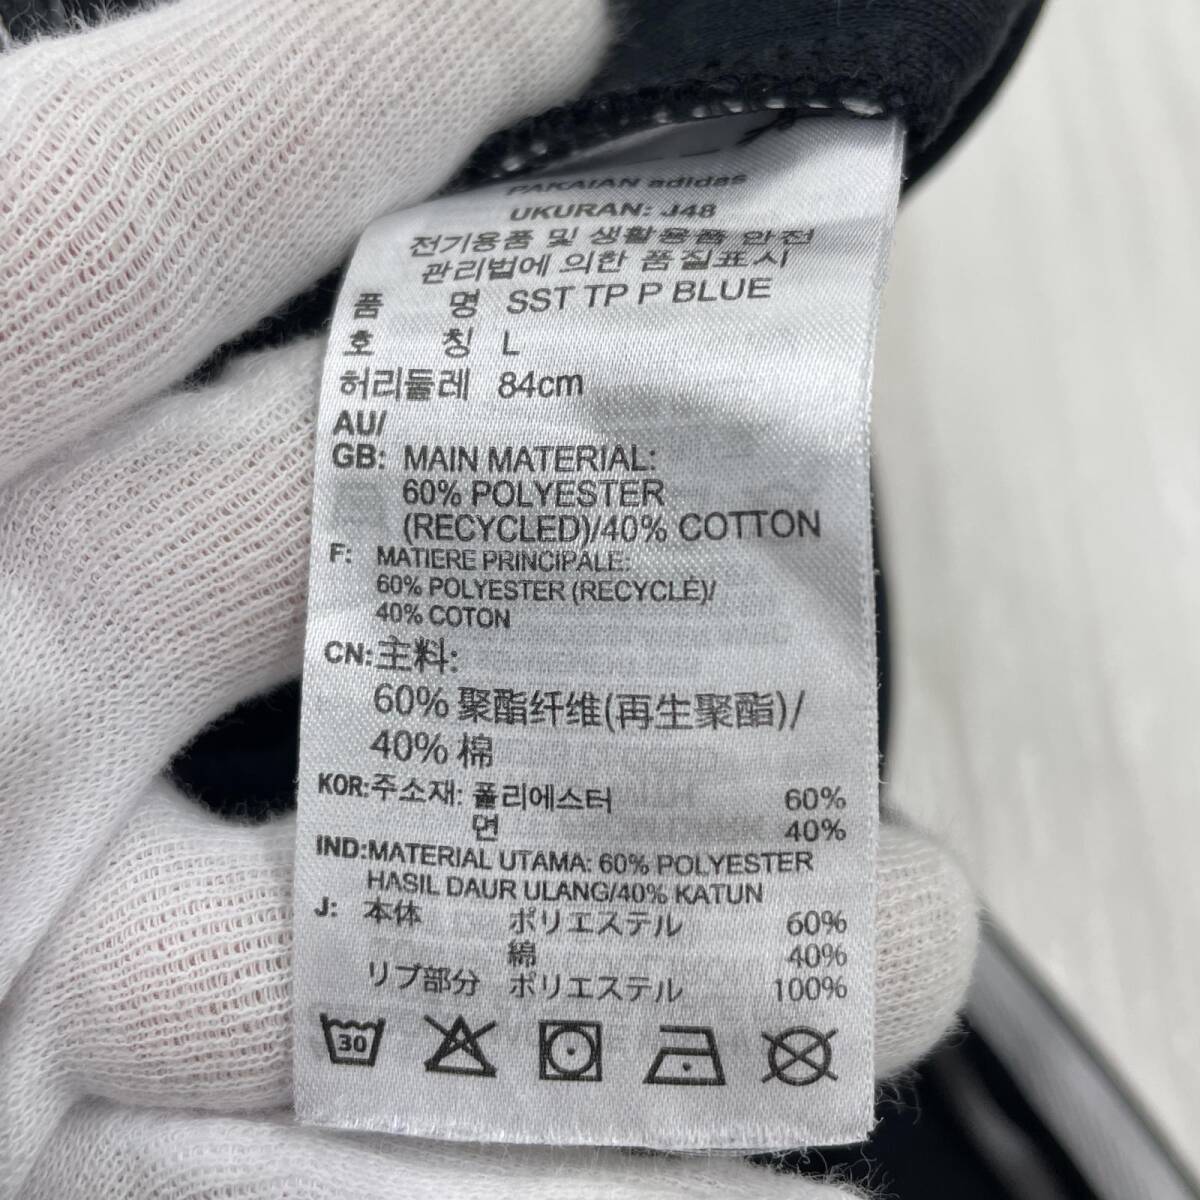 PAKAIAN adidas
UKURAN: J48
전기용품 및 생활용품 안전
관리법에 의한 품질표시
품 명 SST TP P BLUE
호 칭 L
허리둘레 84cm
AU/
GB: MAIN MATERIAL:
60% POLYESTER
(RECYCLED)/40% COTTON
F: MATIERE PRINCIPALE:
60% POLYESTER (RECYCLÉ)/
40% COTON
CN:主料:
60% 聚酯纤维(再生聚酯)/
40% 棉
KOR:주소재: 폴리에스터 60%
면 40%
IND:MATERIAL UTAMA: 60% POLYESTER
HASIL DAUR ULANG/40% KATUN
J: 本体 ポリエステル 60%
綿 40%
リブ部分 ポリエステル 100%
30